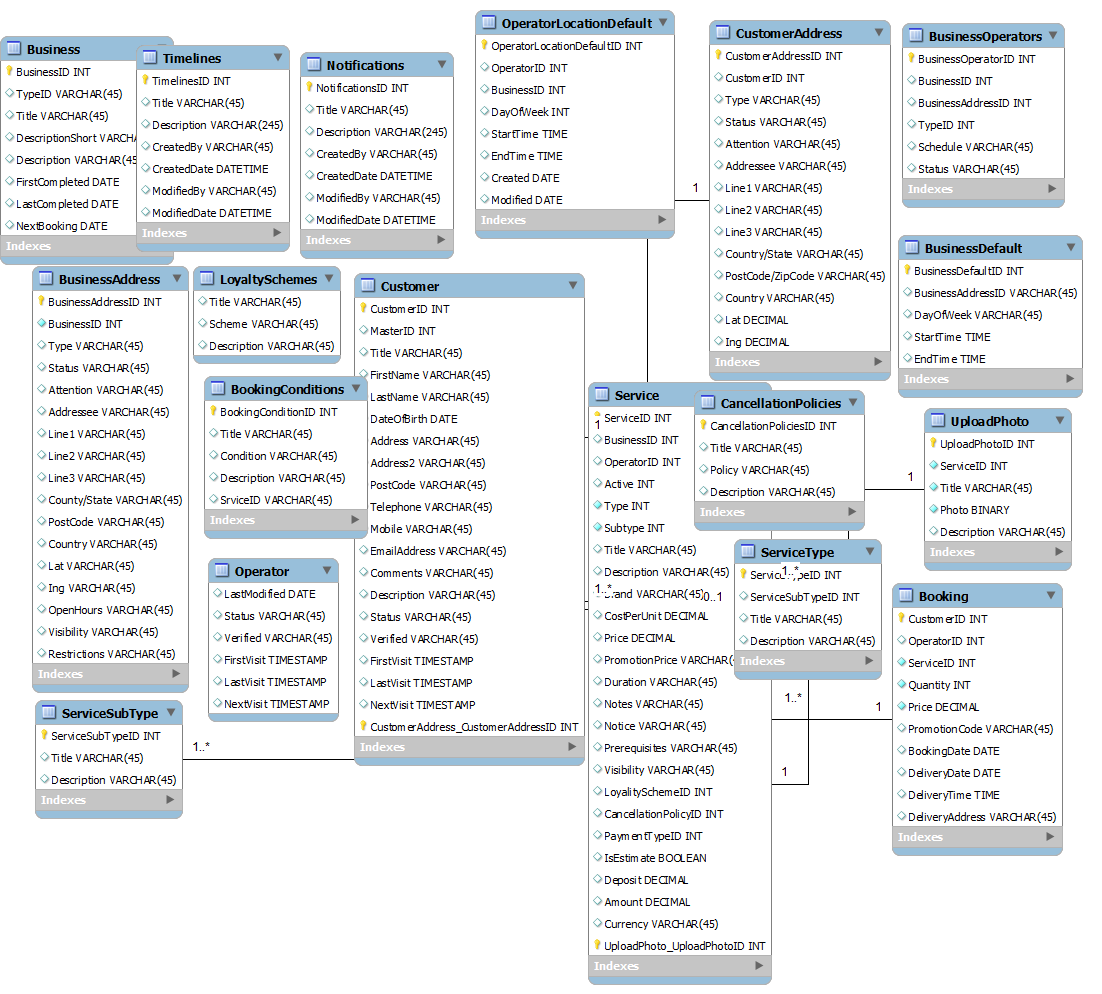 Business
BusinessID INT
TypeID VARCHAR(45)
Title VARCHAR(45)
DescriptionShort VARCHA
Description VARCHAR(45
FirstCompleted DATE
LastCompleted DATE
NextBooking DATE
Indexes
Timelines
TimelinesID INT
Title VARCHAR(45)
Description VARCHAR(245)
CreatedBy VARCHAR(45)
CreatedDate DATETIME
ModifiedBy VARCHAR(45)
ModifiedDate DATETIME
Indexes
Notifications
NotificationsID INT
Title VARCHAR(45)
Description VARCHAR(245)
CreatedBy VARCHAR(45)
CreatedDate DATETIME
ModifiedBy VARCHAR(45)
ModifiedDate DATETIME
Indexes
OperatorLocationDefault
OperatorLocationDefaultID INT
OperatorID INT
BusinessID INT
DayOfWeek INT
StartTime TIME
EndTime TIME
Created DATE
Modified DATE
Indexes
1
CustomerAddress
CustomerAddressID INT
CustomerID INT
Type VARCHAR(45)
Status VARCHAR(45)
Attention VARCHAR(45)
Addressee VARCHAR(45)
Line1 VARCHAR(45)
Line2 VARCHAR(45)
Line3 VARCHAR(45)
Country/State VARCHAR(45)
PostCode/ZipCode VARCHAR(45)
Country VARCHAR(45)
Lat DECIMAL
Ing DECIMAL
Indexes
BusinessOperators
BusinessOperatorID INT
BusinessID INT
BusinessAddressID INT
TypeID INT
Schedule VARCHAR(45)
Status VARCHAR(45)
Indexes
BusinessDefault
BusinessDefaultID INT
BusinessAddressID VARCHAR(45)
DayOfWeek VARCHAR(45)
StartTime TIME
EndTime TIME
Indexes
BusinessAddress
BusinessAddressID INT
BusinessID INT
Type VARCHAR(45)
Status VARCHAR(45)
Attention VARCHAR(45)
Addressee VARCHAR(45)
Line1 VARCHAR(45)
Line2 VARCHAR(45)
Line3 VARCHAR(45)
County/State VARCHAR(45)
PostCode VARCHAR(45)
Country VARCHAR(45)
Lat VARCHAR(45)
Ing VARCHAR(45)
OpenHours VARCHAR(45)
Visibility VARCHAR(45)
Restrictions VARCHAR(45)
Indexes
LoyaltySchemes
Title VARCHAR(45)
Scheme VARCHAR(45)
Description VARCHAR(45)
BookingConditions
BookingConditionID INT
Title VARCHAR(45)
Condition VARCHAR(45)
Description VARCHAR(45)
SrviceID VARCHAR(45)
Indexes
Operator
LastModified DATE
Status VARCHAR(45)
Verified VARCHAR(45)
FirstVisit TIMESTAMP
LastVisit TIMESTAMP
NextVisit TIMESTAMP
ServiceSubType
ServiceSubTypeID INT
Title VARCHAR(45)
Description VARCHAR(45)
Indexes
1..*
Customer
CustomerID INT
MasterID INT
Title VARCHAR(45)
FirstName VARCHAR(45)
LastName VARCHAR(45)
DateOfBirth DATE
Address VARCHAR(45)
Address2 VARCHAR(45)
PostCode VARCHAR(45)
Telephone VARCHAR(45)
Mobile VARCHAR(45)
EmailAddress VARCHAR(45)
Comments VARCHAR(45)
Description VARCHAR(45)
Status VARCHAR(45)
Verified VARCHAR(45)
FirstVisit TIMESTAMP
LastVisit TIMESTAMP
NextVisit TIMESTAMP
CustomerAddress_CustomerAddressID INT
Indexes
Service
ServiceID INT
1
BusinessID INT
OperatorID INT
Active INT
Type INT
Subtype INT
Title VARCHAR(45)
Description VARCHAR(45)
1..*
rand VARCHAR(45)
0..1
CostPerUnit DECIMAL
Price DECIMAL
PromotionPrice VARCHAR(
Duration VARCHAR(45)
Notes VARCHAR(45)
Notice VARCHAR(45)
Prerequisites VARCHAR(45)
Visibility VARCHAR(45)
LoyalitySchemeID INT
CancellationPolicyID INT
PaymentTypeID INT
IsEstimate BOOLEAN
Deposit DECIMAL
Amount DECIMAL
Currency VARCHAR(45)
UploadPhoto_UploadPhotoID INT
Indexes
CancellationPolicies
CancellationPoliciesID INT
Title VARCHAR(45)
Policy VARCHAR(45)
Description VARCHAR(45)
Indexes
1
UploadPhoto
UploadPhotoID INT
ServiceID INT
Title VARCHAR(45)
Photo BINARY
Description VARCHAR(45)
Indexes
ServiceType
1..*
ServiceTypeID INT
ServiceSubTypeID INT
Title VARCHAR(45)
Description VARCHAR(45)
Indexes
1..*
1
1
Booking
CustomerID INT
OperatorID INT
ServiceID INT
Quantity INT
Price DECIMAL
PromotionCode VARCHAR(45)
BookingDate DATE
DeliveryDate DATE
DeliveryTime TIME
DeliveryAddress VARCHAR(45)
Indexes